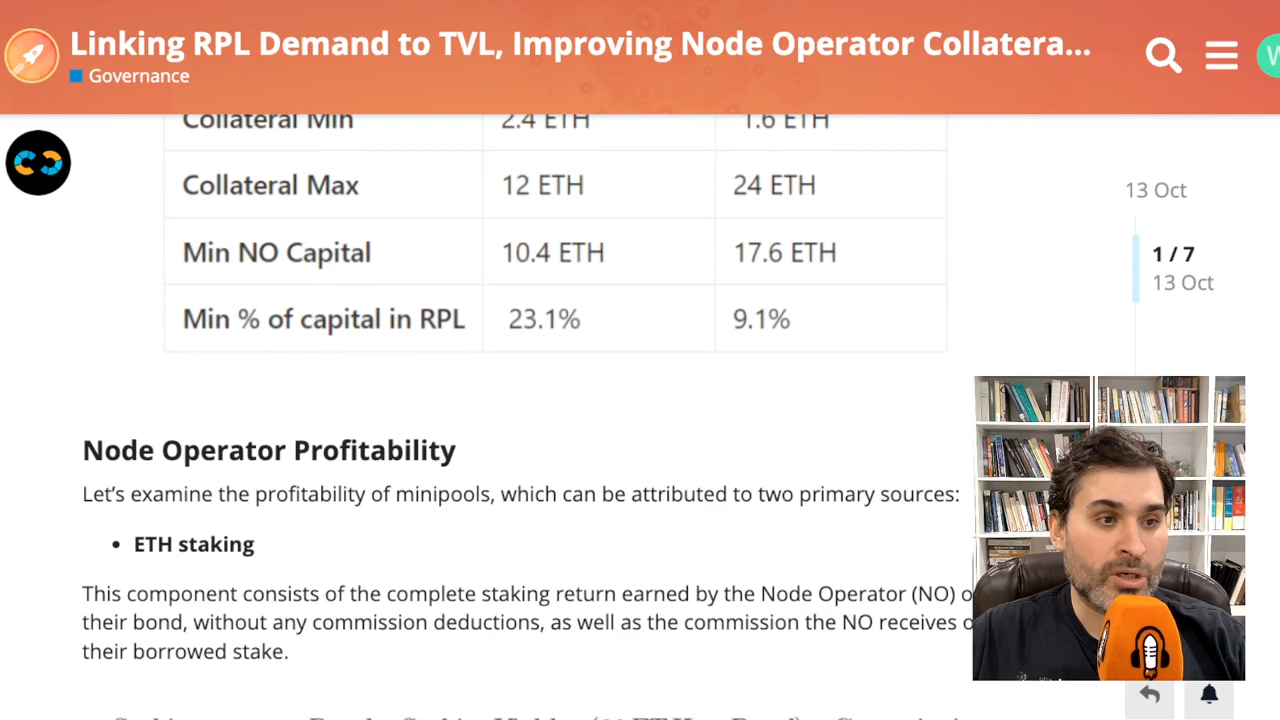 Linking RPL Demand to TVL, Improving Node Operator Collatera...
Governance
Collateral Min 2.4 ETH 1.6 ETH
Collateral Max 12 ETH 24 ETH
Min NO Capital 10.4 ETH 17.6 ETH
Min % of capital in RPL 23.1% 9.1%
13 Oct
1 / 7
13 Oct
Node Operator Profitability
Let's examine the profitability of minipools, which can be attributed to two primary sources:
• ETH staking
This component consists of the complete staking return earned by the Node Operator (NO)
their bond, without any commission deductions, as well as the commission the NO receives
their borrowed stake.